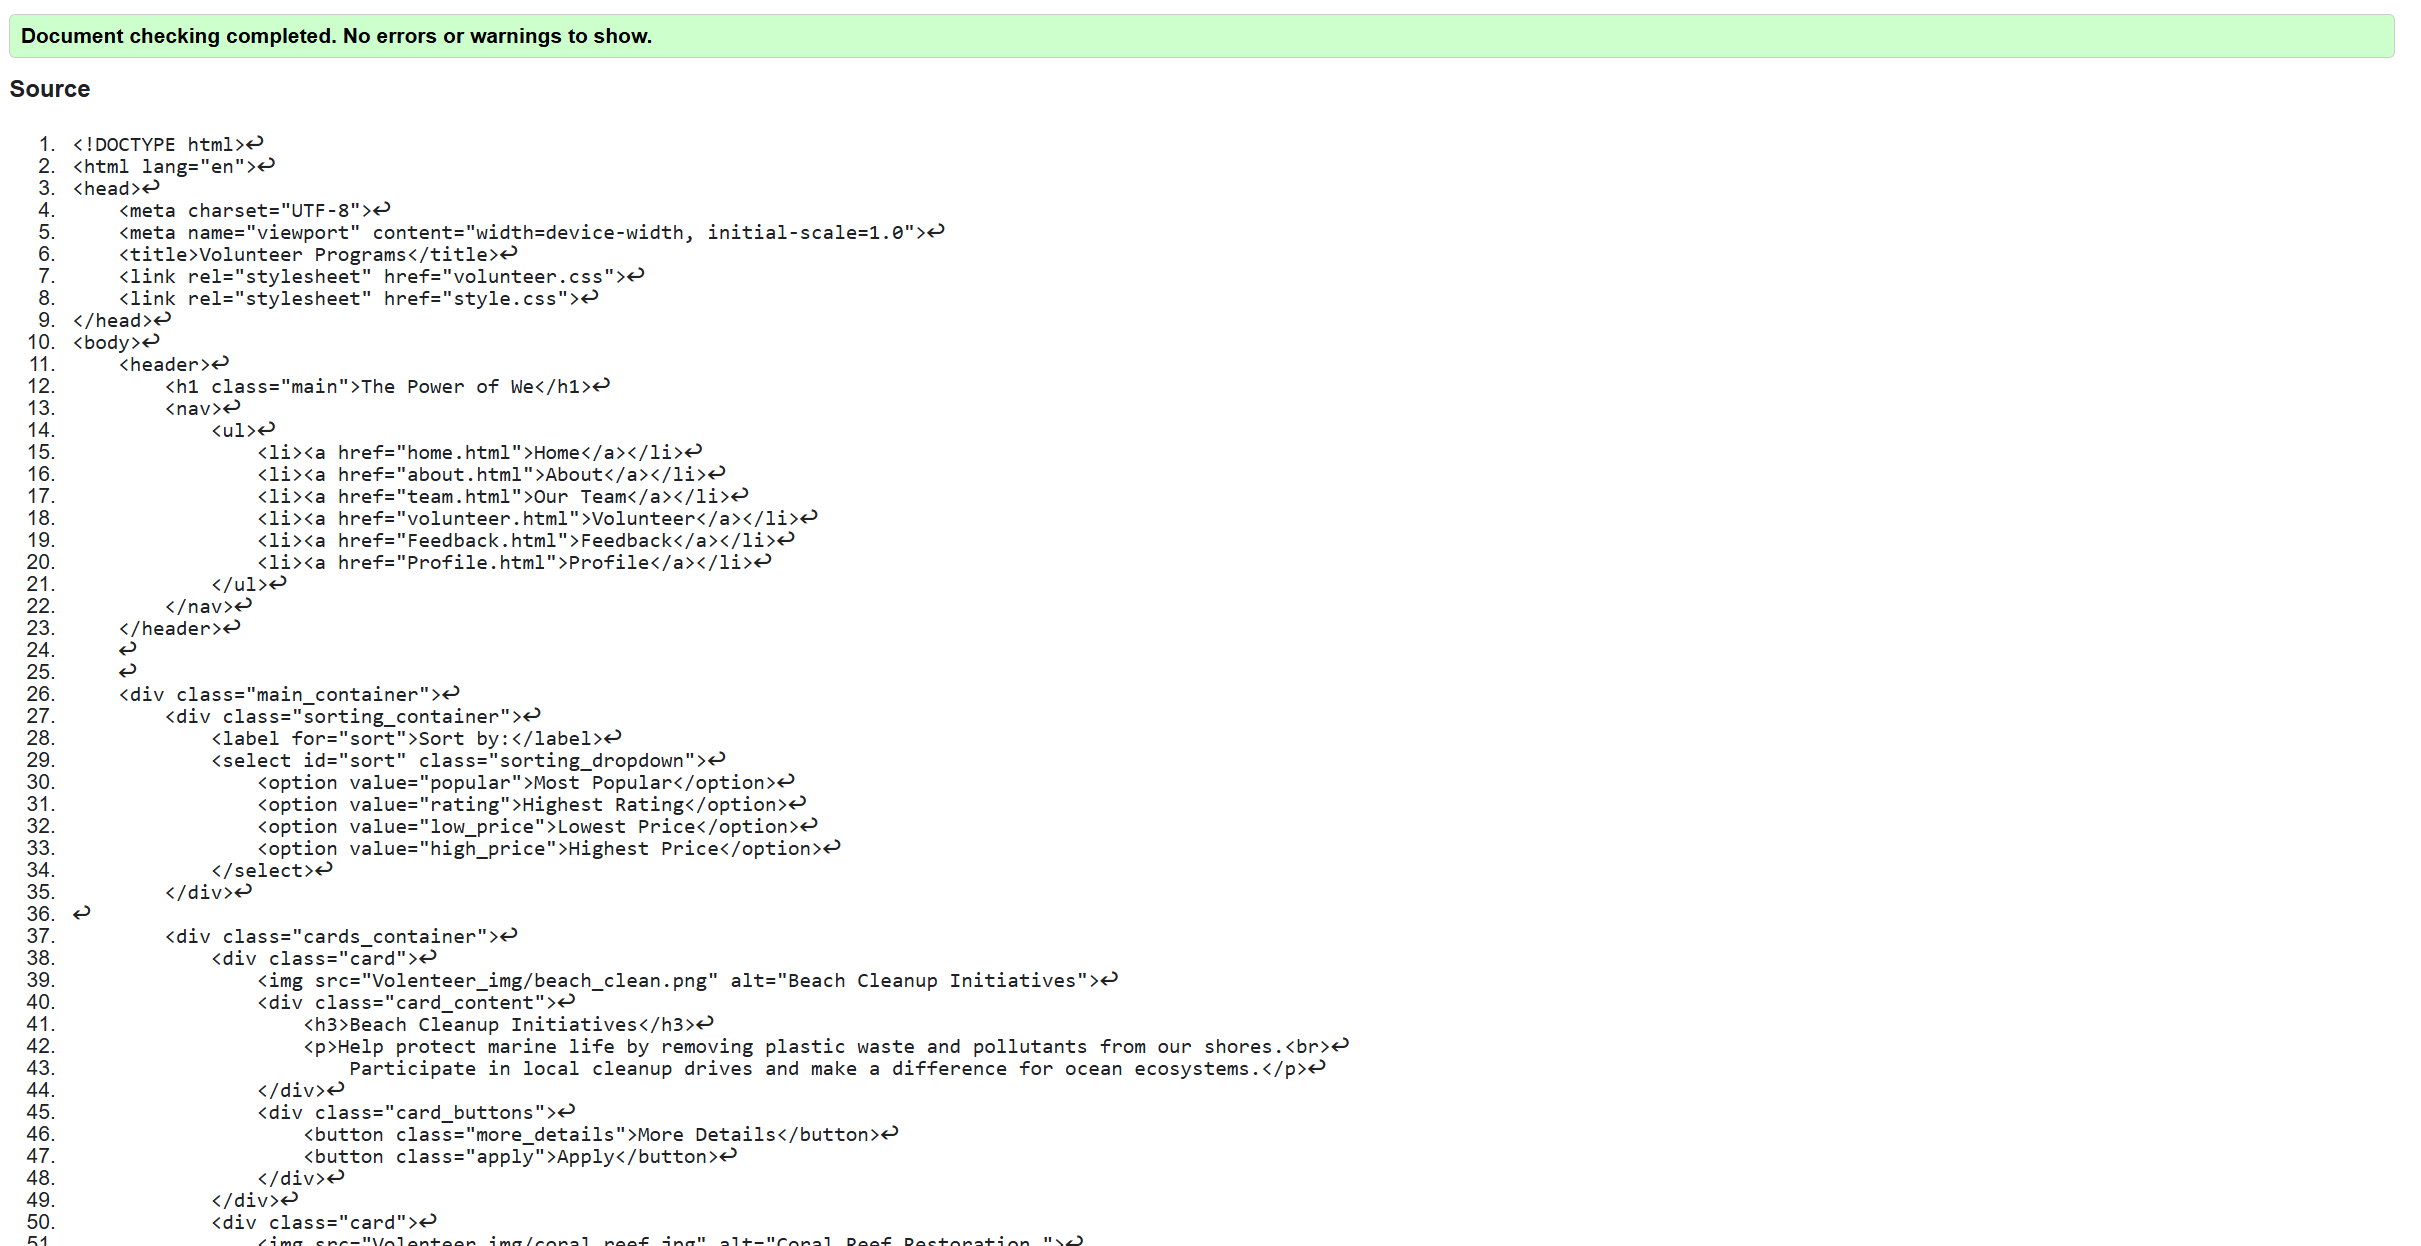 Document checking completed. No errors or warnings to show.
Source
1. <!DOCTYPE html>↩
2. <html lang="en">↩
3. <head>↩
4.     <meta charset="UTF-8">↩
5.     <meta name="viewport" content="width=device-width, initial-scale=1.0">↩
6.     <title>Volunteer Programs</title>↩
7.     <link rel="stylesheet" href="volunteer.css">↩
8.     <link rel="stylesheet" href="style.css">↩
9. </head>↩
10. <body>↩
11.     <header>↩
12.         <h1 class="main">The Power of We</h1>↩
13.         <nav>↩
14.             <ul>↩
15.                 <li><a href="home.html">Home</a></li>↩
16.                 <li><a href="about.html">About</a></li>↩
17.                 <li><a href="team.html">Our Team</a></li>↩
18.                 <li><a href="volunteer.html">Volunteer</a></li>↩
19.                 <li><a href="Feedback.html">Feedback</a></li>↩
20.                 <li><a href="Profile.html">Profile</a></li>↩
21.             </ul>↩
22.         </nav>↩
23.     </header>↩
24.     ↩
25.     ↩
26.     <div class="main_container">↩
27.         <div class="sorting_container">↩
28.             <label for="sort">Sort by:</label>↩
29.             <select id="sort" class="sorting_dropdown">↩
30.                 <option value="popular">Most Popular</option>↩
31.                 <option value="rating">Highest Rating</option>↩
32.                 <option value="low_price">Lowest Price</option>↩
33.                 <option value="high_price">Highest Price</option>↩
34.             </select>↩
35.         </div>↩
36. ↩
37.         <div class="cards_container">↩
38.             <div class="card">↩
39.                 <img src="Volenteer_img/beach_clean.png" alt="Beach Cleanup Initiatives">↩
40.                 <div class="card_content">↩
41.                     <h3>Beach Cleanup Initiatives</h3>↩
42.                     <p>Help protect marine life by removing plastic waste and pollutants from our shores.<br>↩
43.                         Participate in local cleanup drives and make a difference for ocean ecosystems.</p>↩
44.                 </div>↩
45.                 <div class="card_buttons">↩
46.                     <button class="more_details">More Details</button>↩
47.                     <button class="apply">Apply</button>↩
48.                 </div>↩
49.             </div>↩
50.             <div class="card">↩
51.                 <img src="Volenteer_img/coral_reef.jpg" alt="Coral Reef Restoration ">↩